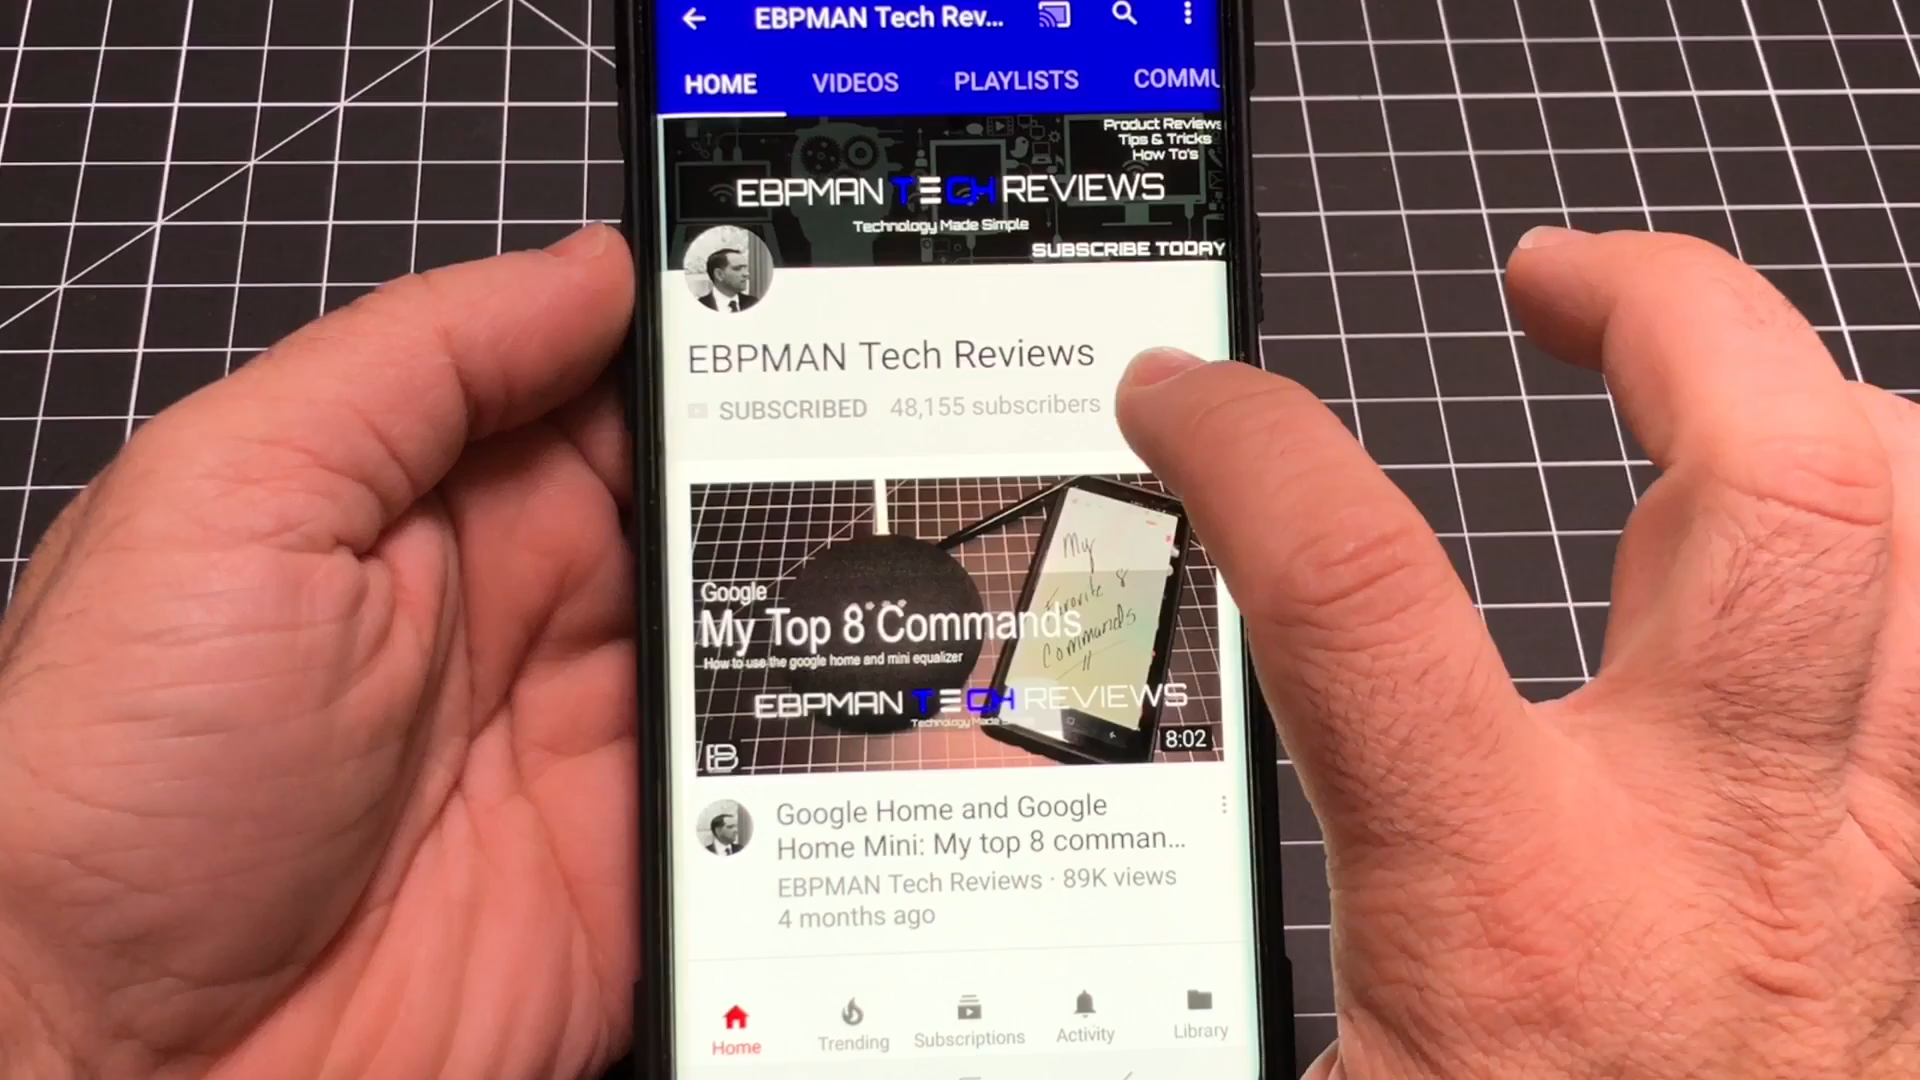 EBPMAN Tech Rev...
HOME VIDEOS PLAYLISTS COMMU
Product Reviews
Tips & Tricks
How To's
EBPMAN TECH REVIEWS
Technology Made Simple
SUBSCRIBE TODAY
EBPMAN Tech Reviews
SUBSCRIBED 48,155 subscribers
My
Favorite 8
Commands
Google
My Top 8 Commands
How to use the google home and mini equalizer
EBPMAN TECH REVIEWS
Technology Made
8:02
Google Home and Google
Home Mini: My top 8 comman...
EBPMAN Tech Reviews · 89K views
4 months ago
Home Trending Subscriptions Activity Library